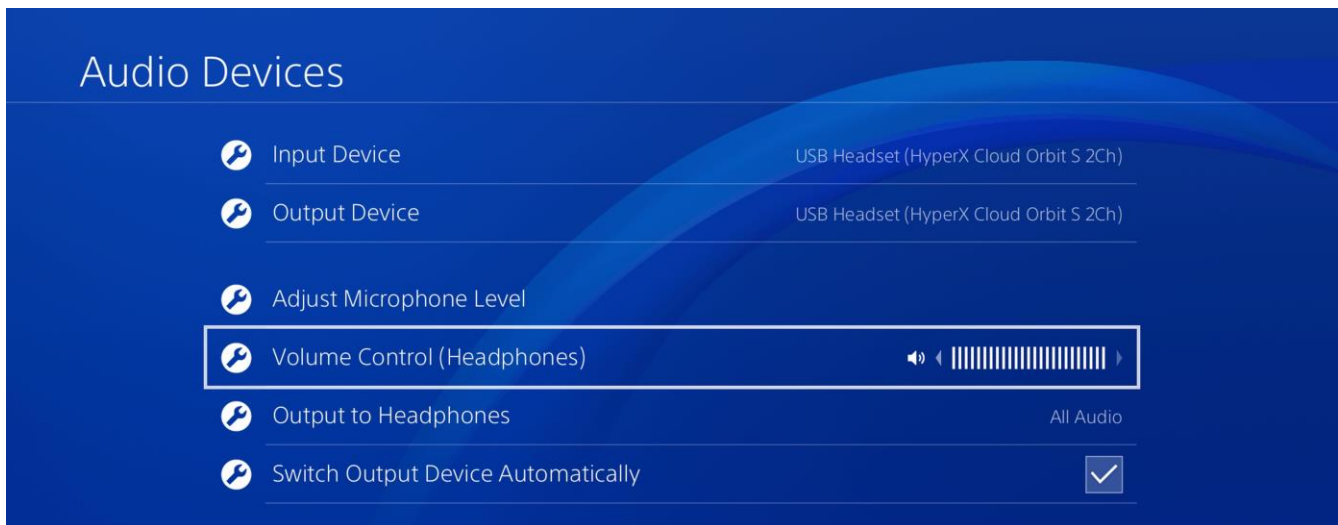 Audio Devices
Input Device USB Headset (HyperX Cloud Orbit S 2Ch)
Output Device USB Headset (HyperX Cloud Orbit S 2Ch)
Adjust Microphone Level
Volume Control (Headphones)
Output to Headphones All Audio
Switch Output Device Automatically